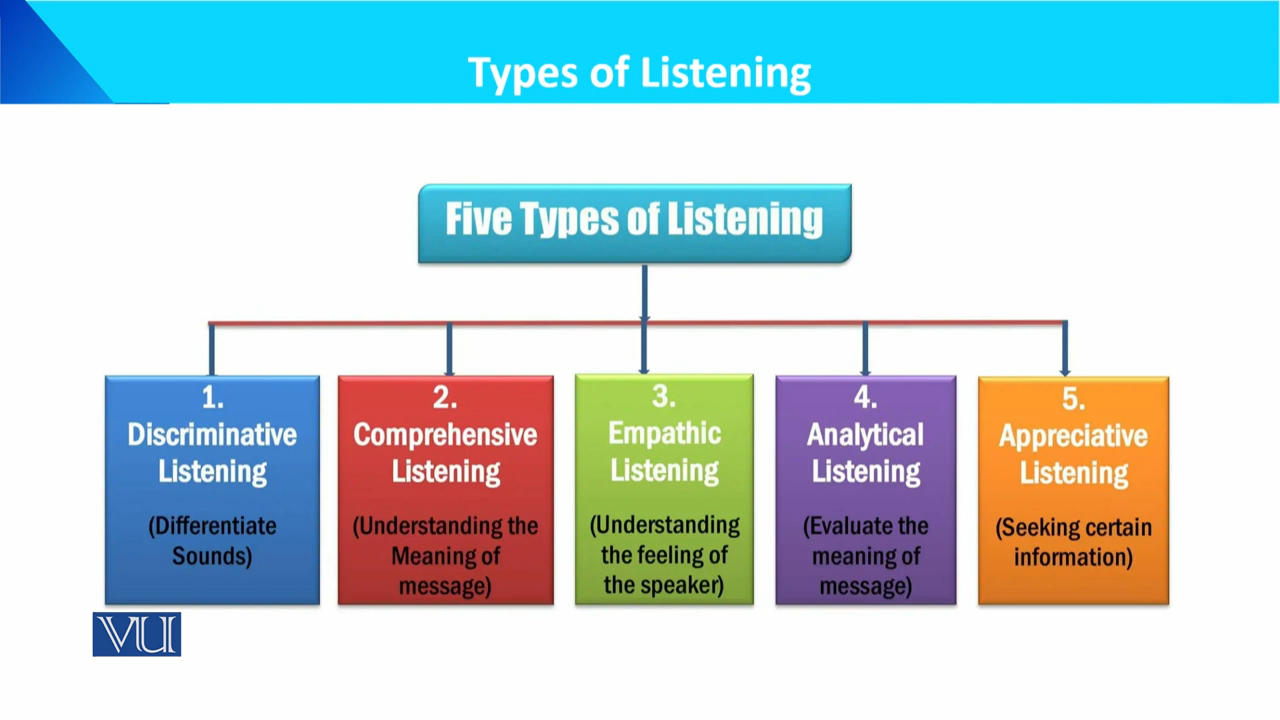 Types of Listening
Five Types of Listening
1.
Discriminative
Listening
(Differentiate
Sounds)
2.
Comprehensive
Listening
(Understanding the
Meaning of
message)
3.
Empathic
Listening
(Understanding
the feeling of
the speaker)
4.
Analytical
Listening
(Evaluate the
meaning of
message)
5.
Appreciative
Listening
(Seeking certain
information)
VU